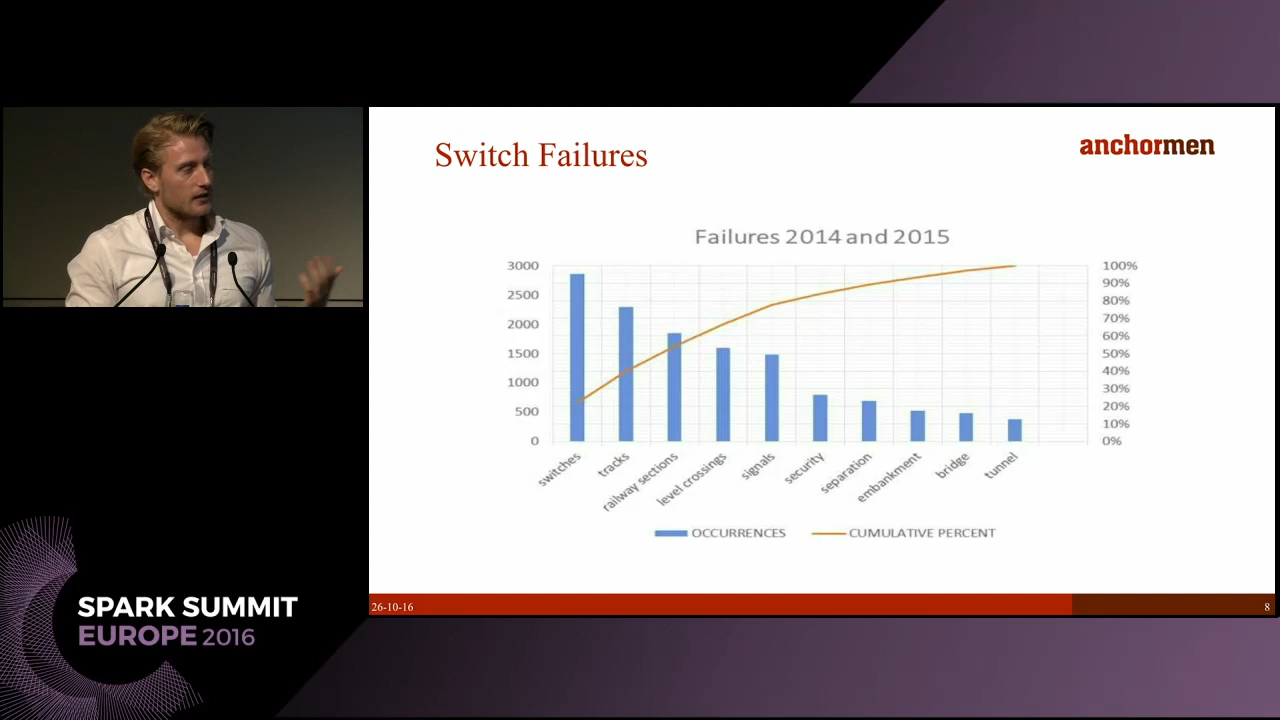 Switch Failures
anchormen
Failures 2014 and 2015
3000
2500
2000
1500
1000
500
0
100%
90%
80%
70%
60%
50%
40%
30%
20%
10%
0%
switches
tracks
railway sections
level crossings
signals
security
separation
embankment
bridge
tunnel
OCCURRENCES
CUMULATIVE PERCENT
26-10-16
8
SPARK SUMMIT
EUROPE 2016